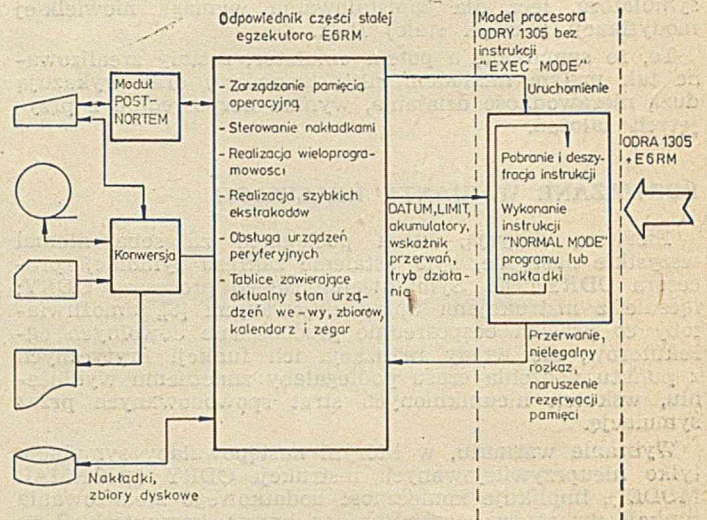 Odpowiednik części stałej
egzekutora E6RM
Model procesora
ODRY 1305 bez
instrukcji
"EXEC MODE"
Moduł
POST-
NORTEM
- Zarządzanie pamięcią
operacyjną
- Sterowanie nakładkami
- Realizacja wieloprogra-
mowości
- Realizacja szybkich
ekstrakodów
- Obsługa urządzeń
peryferyjnych
- Tablice zawierające
aktualny stan urzą-
dzeń we-wy, zbiorów,
kalendarz i zegar
Konwersja
Nakładki,
zbiory dyskowe
DATUM, LIMIT,
akumulatory,
wskaźnik
przerwań,
tryb działa-
nia
Uruchomienie
Pobranie i deszy-
fracja instrukcji
Wykonanie
instrukcji
"NORMAL MODE"
programu lub
nakładki
Przerwanie,
nielegalny
rozkaz,
naruszenie
rezerwacji
pamięci
ODRA 1305
+E6RM